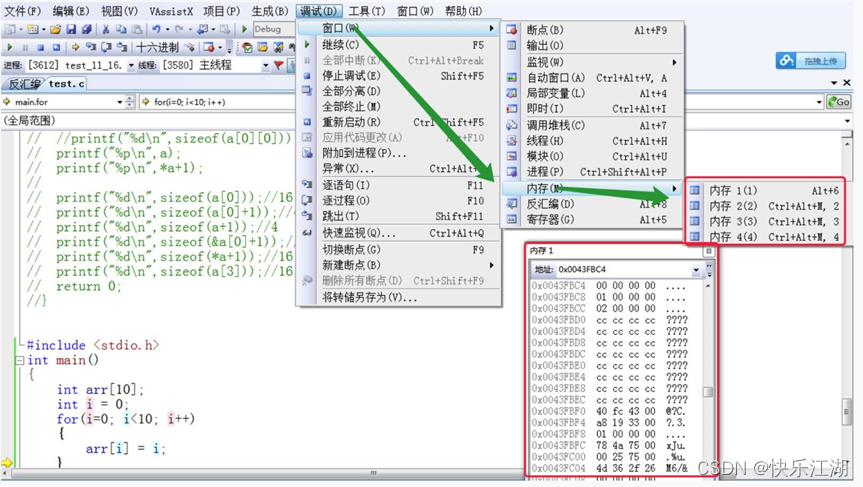 文件(F) 编辑(E) 视图(V) VAssistX 项目(P) 生成(B) 调试(D) 工具(T) 窗口(W) 帮助(H)
Debug
十六进制
进程: [3612] test_11_16. 线程: [3580] 主线程
反汇编 test.c
main.for for(i=0; i<10; i++)
Go
(全局范围)
拖拽上传
// //printf("%d\n",sizeof(a[0][0]))
// printf("%p\n",a);
// printf("%p\n",*a+1);
//
// printf("%d\n",sizeof(a[0]));//16
// printf("%d\n",sizeof(a[0]+1));//
// printf("%d\n",sizeof(a+1));//4
// printf("%d\n",sizeof(&a[0]+1));/
// printf("%d\n",sizeof(*a+1));//16
// printf("%d\n",sizeof(a[3]));//16
// return 0;
//}
#include <stdio.h>
int main()
{
int arr[10];
int i = 0;
for(i=0; i<10; i++)
{
arr[i] = i;
}
窗口(W)
继续(C) F5
全部中断(K) Ctrl+Alt+Break
停止调试(E) Shift+F5
全部分离(D)
全部终止(M)
重新启动(R) Ctrl+Shift+F5
应用代码更改(A) Alt+F10
附加到进程(P)...
异常(X)... Ctrl+Alt+
逐语句(I) F11
逐过程(O) F10
跳出(T) Shift+F11
快速监视(Q)... Ctrl+Alt+Q
切换断点(G) F9
新建断点(B)
删除所有断点(D) Ctrl+Shift+F9
将转储另存为(V)...
断点(B) Alt+F9
输出(O)
监视(W)
自动窗口(A) Ctrl+Alt+V, A
局部变量(L) Alt+4
即时(I) Ctrl+Alt+I
调用堆栈(C) Alt+7
线程(H) Ctrl+Alt+H
模块(O) Ctrl+Alt+U
进程(P) Ctrl+Shift+Alt+P
内存(M)
反汇编(D) Alt+8
寄存器(G) Alt+5
内存 1(1) Alt+6
内存 2(2) Ctrl+Alt+M, 2
内存 3(3) Ctrl+Alt+M, 3
内存 4(4) Ctrl+Alt+M, 4
内存 1
地址: 0x0043FBC4
0x0043FBC4 00 00 00 00 ....
0x0043FBC8 01 00 00 00 ....
0x0043FBCC 02 00 00 00 ....
0x0043FBD0 cc cc cc cc ????
0x0043FBD4 cc cc cc cc ????
0x0043FBD8 cc cc cc cc ????
0x0043FBDC cc cc cc cc ????
0x0043FBE0 cc cc cc cc ????
0x0043FBE4 cc cc cc cc ????
0x0043FBE8 cc cc cc cc ????
0x0043FBEC cc cc cc cc ????
0x0043FBF0 40 fc 43 00 @?C.
0x0043FBF4 a8 19 33 00 ?.3.
0x0043FBF8 01 00 00 00 ....
0x0043FBFC 78 4a 75 00 xJu.
0x0043FC00 00 25 75 00 .%u.
0x0043FC04 4d 36 2f 26 M6/&
CSDN @快乐江湖